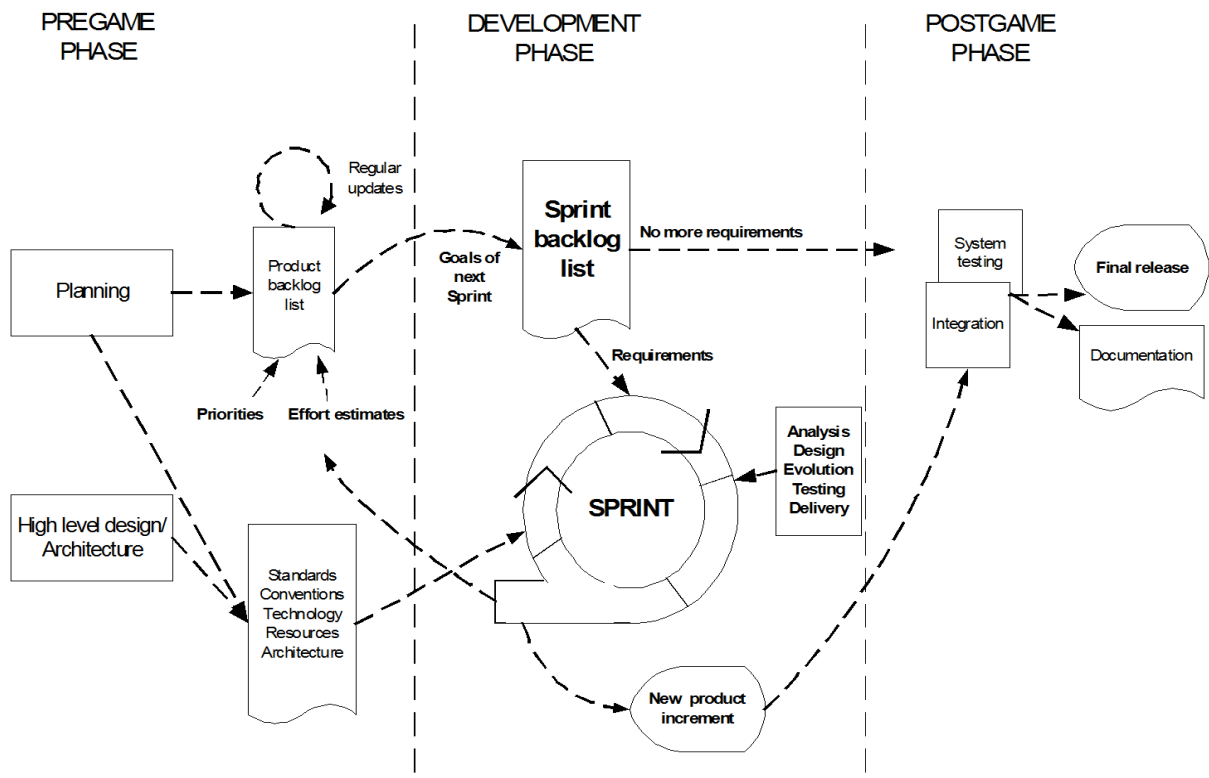 PREGAME
PHASE
DEVELOPMENT
PHASE
POSTGAME
PHASE
Regular
updates
Planning
Product
backlog
list
Goals of
next
Sprint
Sprint
backlog
list
No more requirements
System
testing
Integration
Final release
Documentation
Priorities
Effort estimates
Requirements
High level design/
Architecture
Standards
Conventions
Technology
Resources
Architecture
SPRINT
Analysis
Design
Evolution
Testing
Delivery
New product
increment